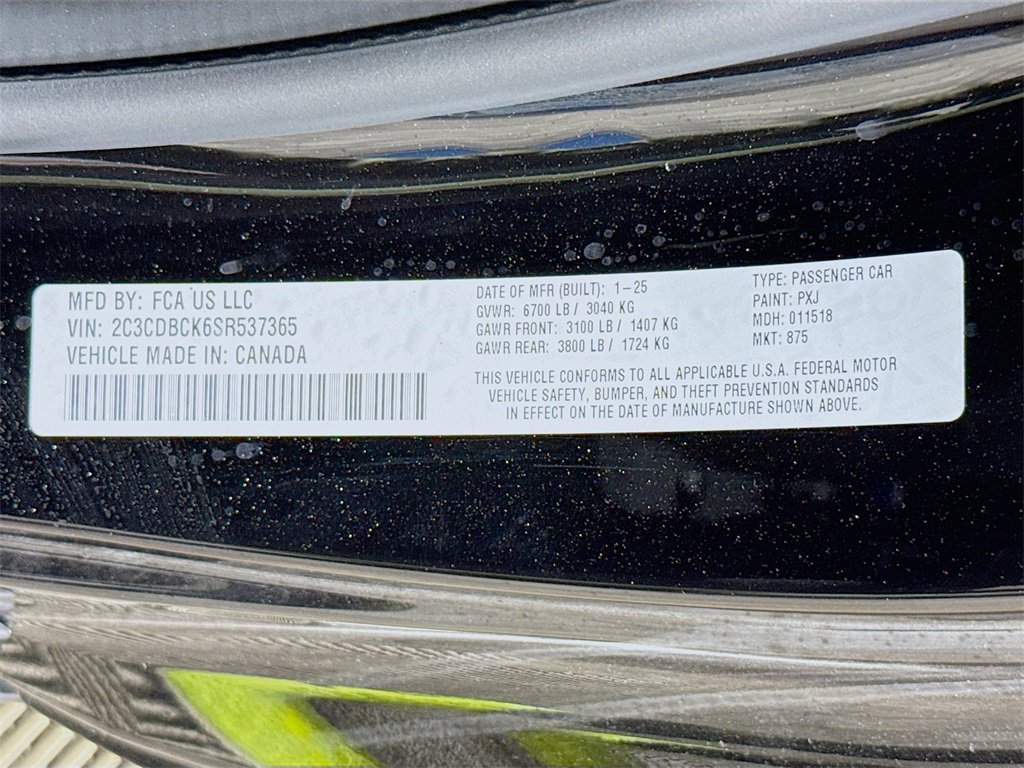 MFD BY: FCA US LLC
VIN: 2C3CDBCK6SR537365
VEHICLE MADE IN: CANADA
DATE OF MFR (BUILT): 1-25
GVWR: 6700 LB / 3040 KG
GAWR FRONT: 3100 LB / 1407 KG
GAWR REAR: 3800 LB / 1724 KG
TYPE: PASSENGER CAR
PAINT: PXJ
MDH: 011518
MKT: 875
THIS VEHICLE CONFORMS TO ALL APPLICABLE U.S.A. FEDERAL MOTOR
VEHICLE SAFETY, BUMPER, AND THEFT PREVENTION STANDARDS
IN EFFECT ON THE DATE OF MANUFACTURE SHOWN ABOVE.